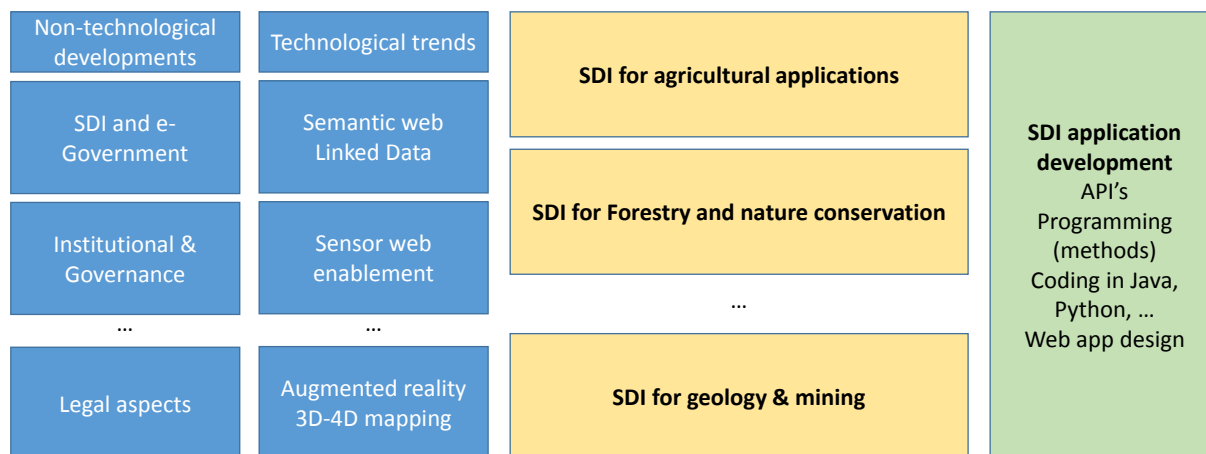 Non-technological
developments
SDI and e-
Government
Institutional &
Governance
...
Legal aspects
Technological trends
Semantic web
Linked Data
Sensor web
enablement
...
Augmented reality
3D-4D mapping
SDI for agricultural applications
SDI for Forestry and nature conservation
...
SDI for geology & mining
SDI application
development
API’s
Programming
(methods)
Coding in Java,
Python, ...
Web app design